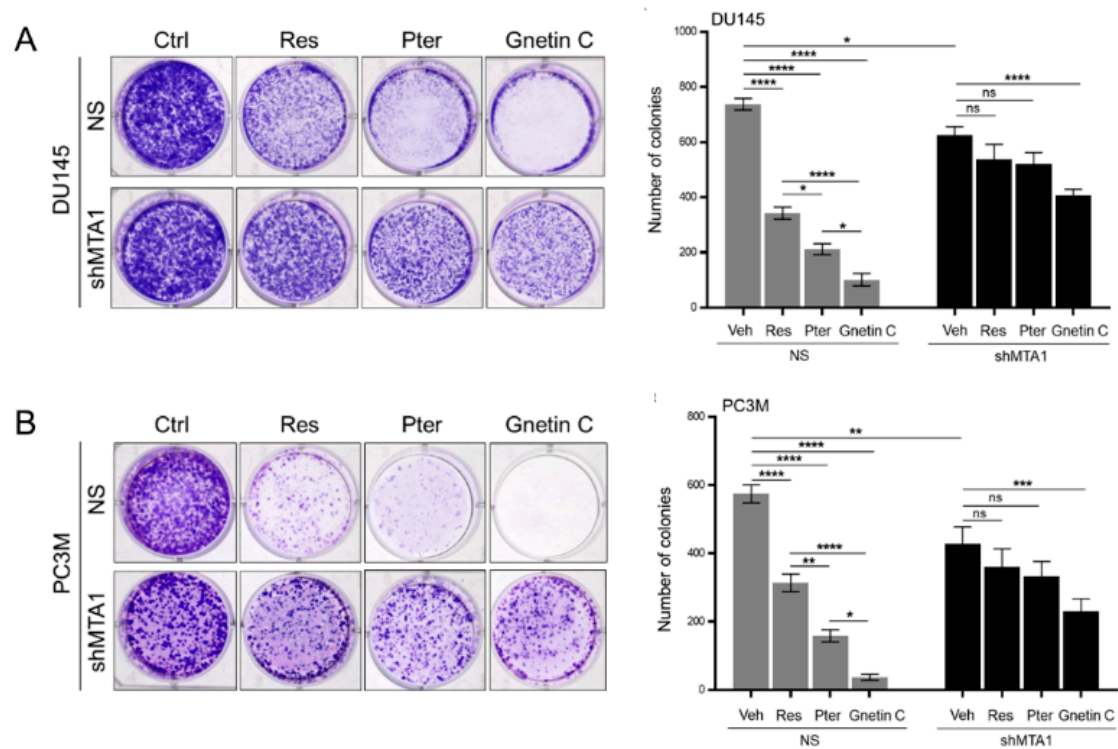 A
Ctrl Res Pter Gnetin C
DU145
NS
shMTA1
DU145
Number of colonies
1000
800
600
400
200
0
*
****
****
****
****
*
*
****
ns
ns
Veh Res Pter Gnetin C Veh Res Pter Gnetin C
NS shMTA1
B
Ctrl Res Pter Gnetin C
PC3M
NS
shMTA1
PC3M
Number of colonies
800
600
400
200
0
**
****
****
****
****
**
*
***
ns
ns
Veh Res Pter Gnetin C Veh Res Pter Gnetin C
NS shMTA1